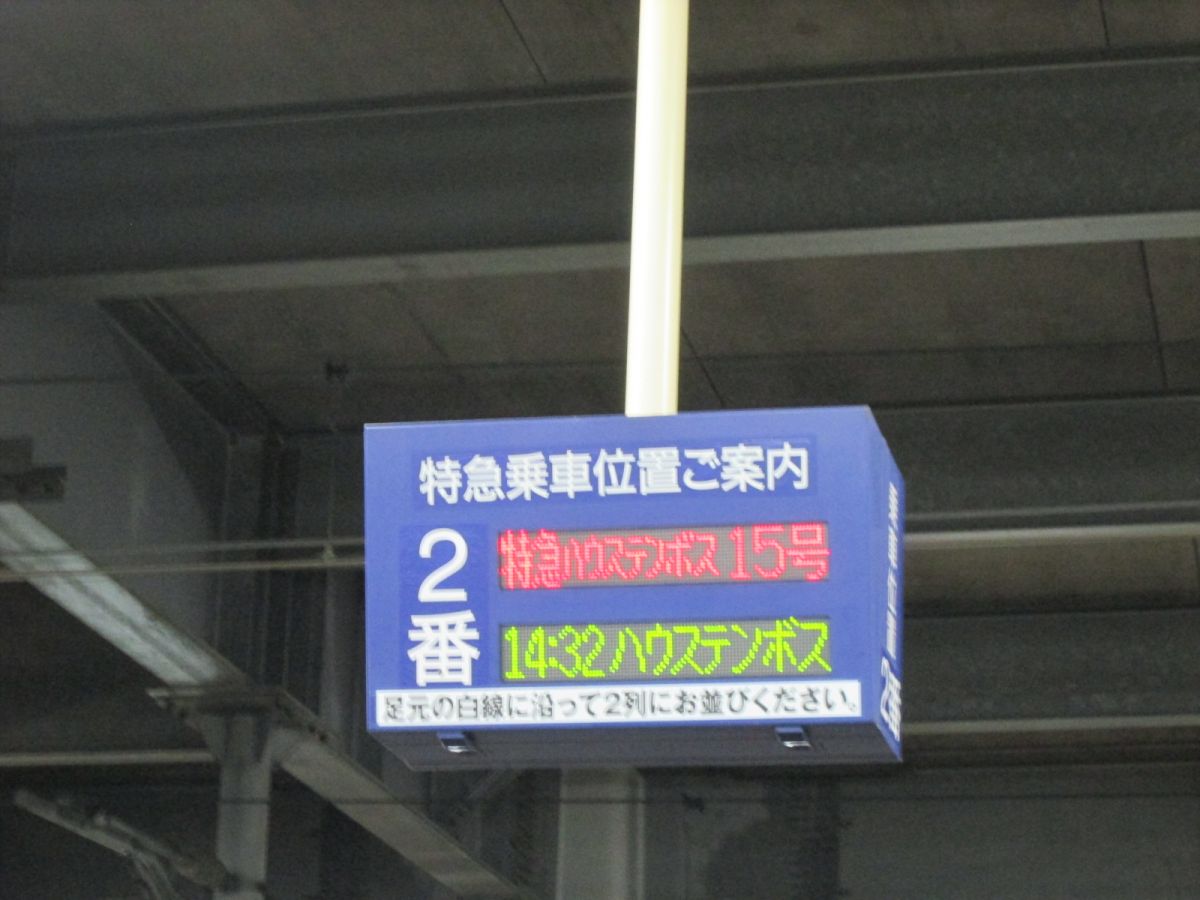 特急乗車位置ご案内
2番
特急ハウステンボス 15号
14:32 ハウステンボス
足元の白線に沿って2列にお並びください。